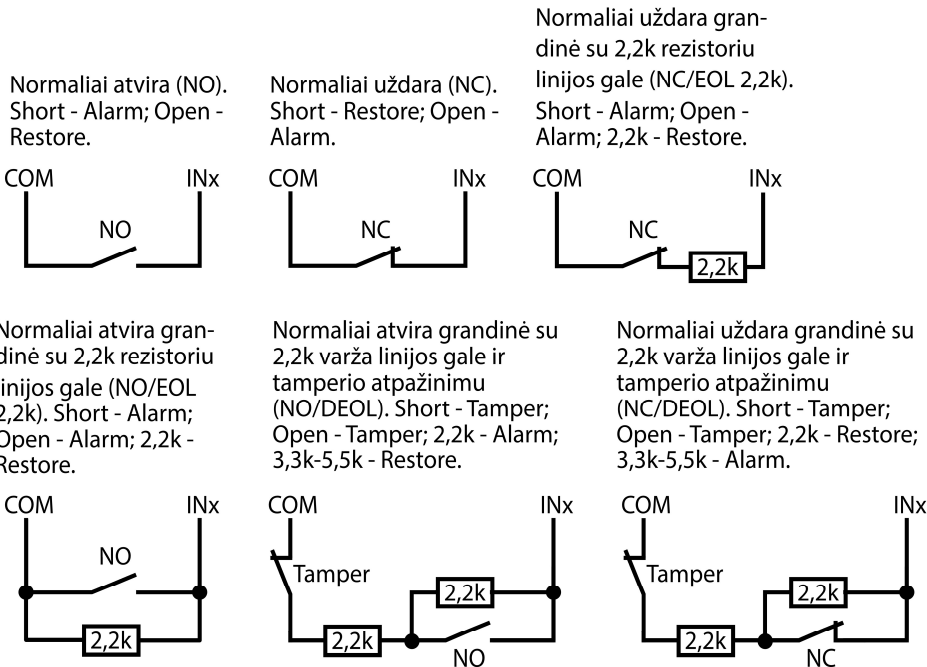 Normaliai atvira (NO).
Short - Alarm; Open -
Restore.
COM INx
NO
Normaliai uždara (NC).
Short - Restore; Open -
Alarm.
COM INx
NC
Normaliai uždara gran-
dinė su 2,2k rezistoriu
linijos gale (NC/EOL 2,2k).
Short - Alarm; Open -
Alarm; 2,2k - Restore.
COM INx
NC
2,2k
Normaliai atvira gran-
dinė su 2,2k rezistoriu
linijos gale (NO/EOL
2,2k). Short - Alarm;
Open - Alarm; 2,2k -
Restore.
COM INx
NO
2,2k
Normaliai atvira grandinė su
2,2k varža linijos gale ir
tamperio atpažinimu
(NO/DEOL). Short - Tamper;
Open - Tamper; 2,2k - Alarm;
3,3k-5,5k - Restore.
COM INx
Tamper
2,2k
2,2k
NO
Normaliai uždara grandinė su
2,2k varža linijos gale ir
tamperio atpažinimu
(NC/DEOL). Short - Tamper;
Open - Tamper; 2,2k - Restore;
3,3k-5,5k - Alarm.
COM INx
Tamper
2,2k
2,2k
NC